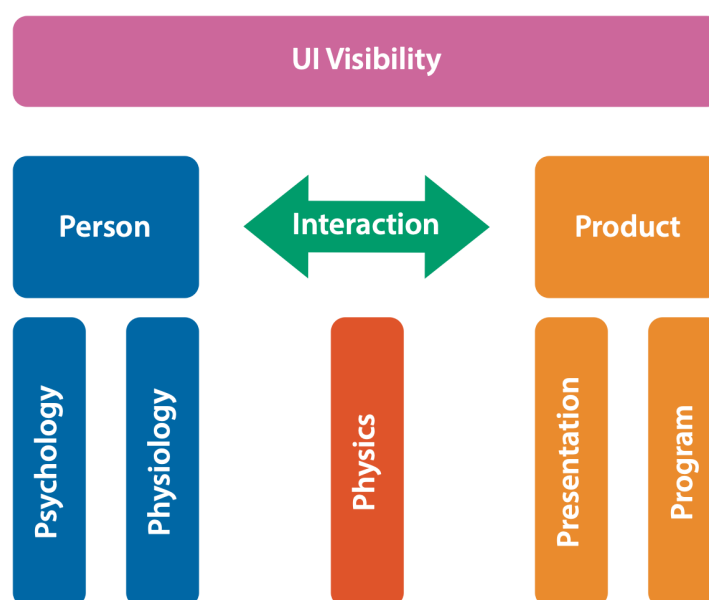 UI Visibility
Person
Interaction
Product
Psychology
Physiology
Physics
Presentation
Program